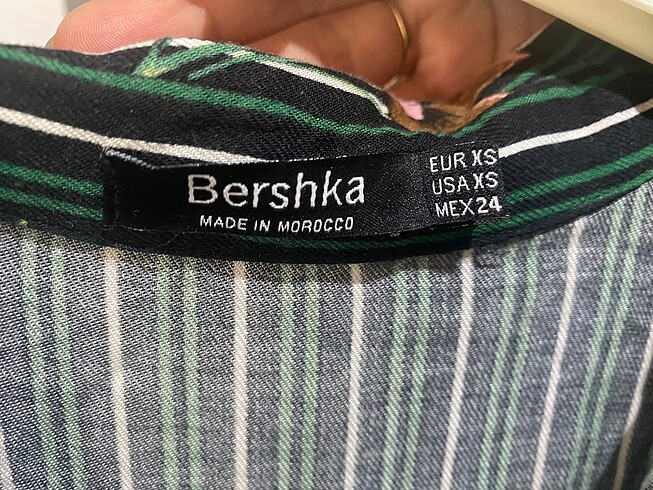 Bershka
MADE IN MOROCCO
EUR XS
USA XS
MEX 24